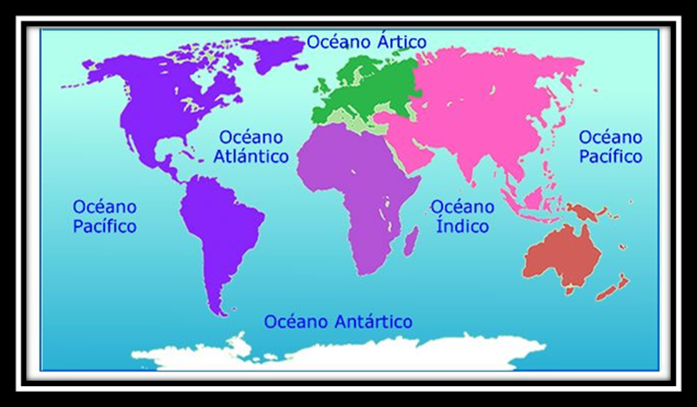 Océano Ártico
Océano
Atlántico
Océano
Pacífico
Océano
Pacífico
Océano
Índico
Océano Antártico